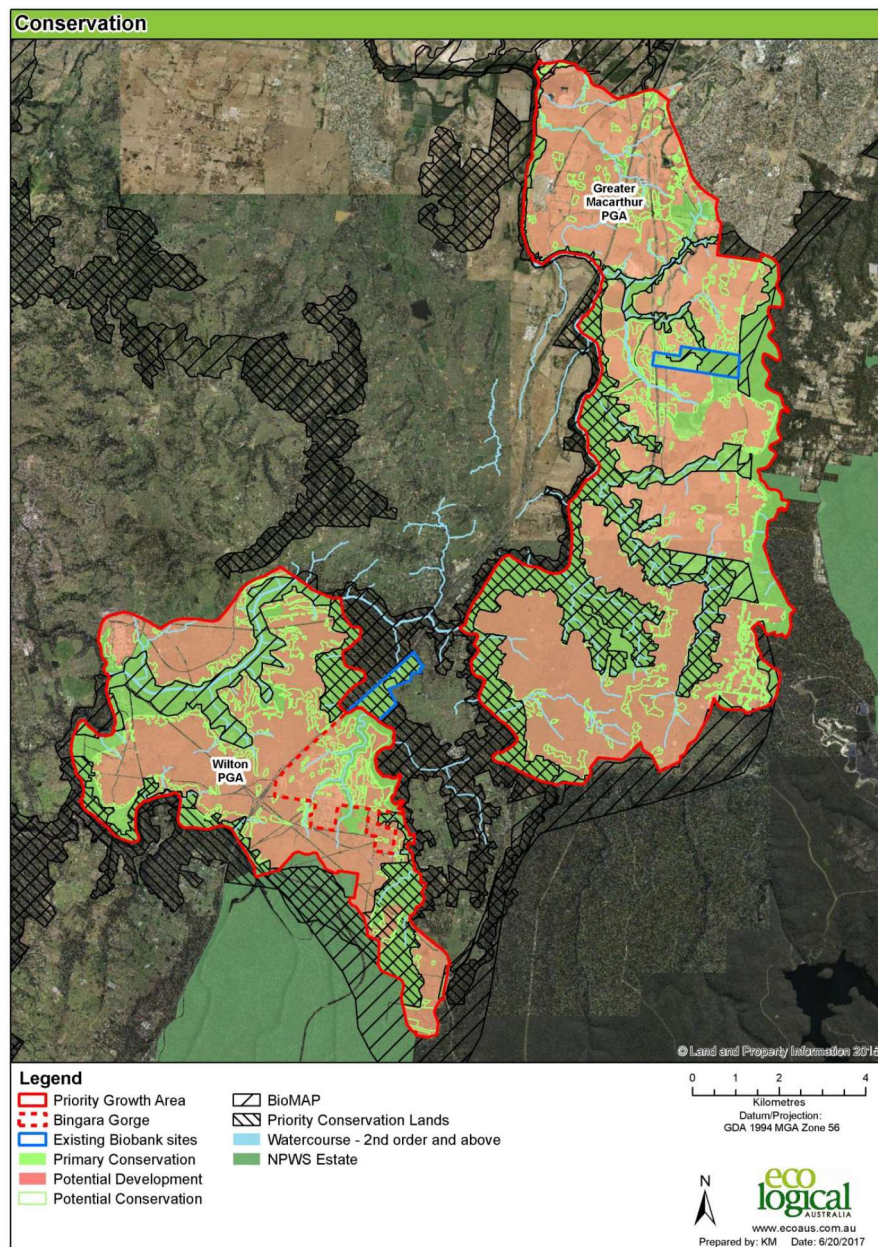 Conservation
Greater
Macarthur
PGA
Wilton
PGA
© Land and Property Information 2015
Legend
Priority Growth Area
Bingara Gorge
Existing Biobank sites
Primary Conservation
Potential Development
Potential Conservation
BioMAP
Priority Conservation Lands
Watercourse - 2nd order and above
NPWS Estate
0 1 2 4
Kilometres
Datum/Projection:
GDA 1994 MGA Zone 56
N
eco
logical
AUSTRALIA
www.ecoaus.com.au
Prepared by: KM Date: 6/20/2017